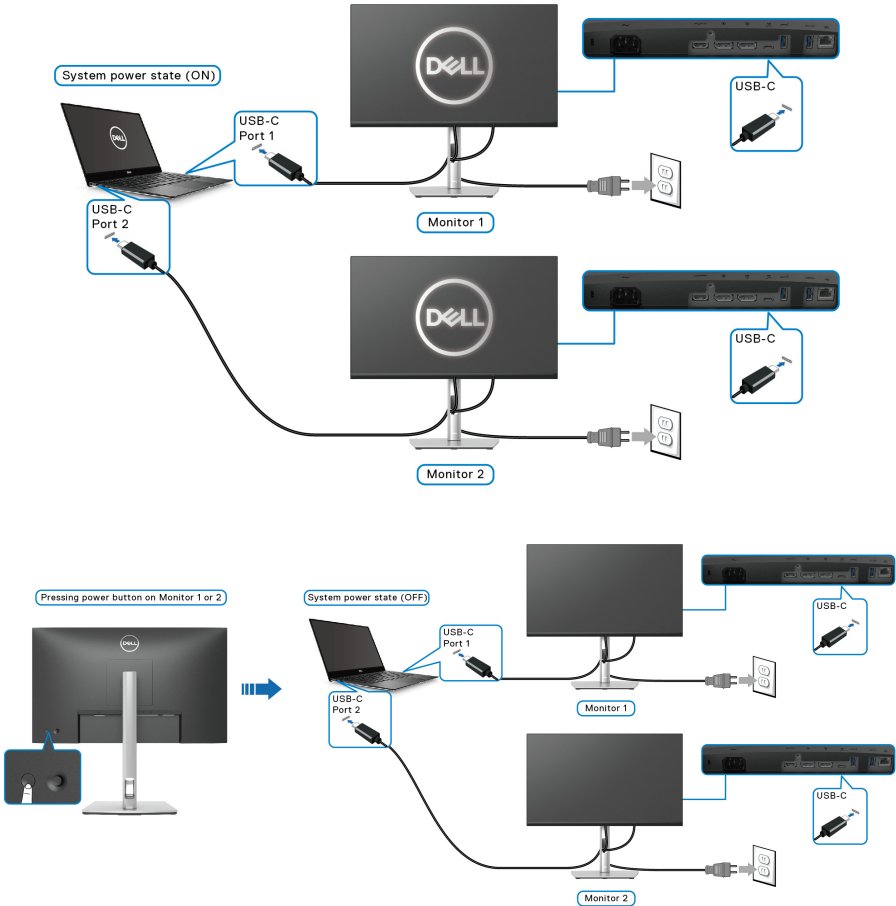 DELL
System power state (ON)
USB-C
Port 1
USB-C
DELL
Monitor 1
USB-C
Port 2
DELL
USB-C
Monitor 2
Pressing power button on Monitor 1 or 2
System power state (OFF)
DELL
USB-C
Port 1
USB-C
Monitor 1
USB-C
Port 2
USB-C
Monitor 2